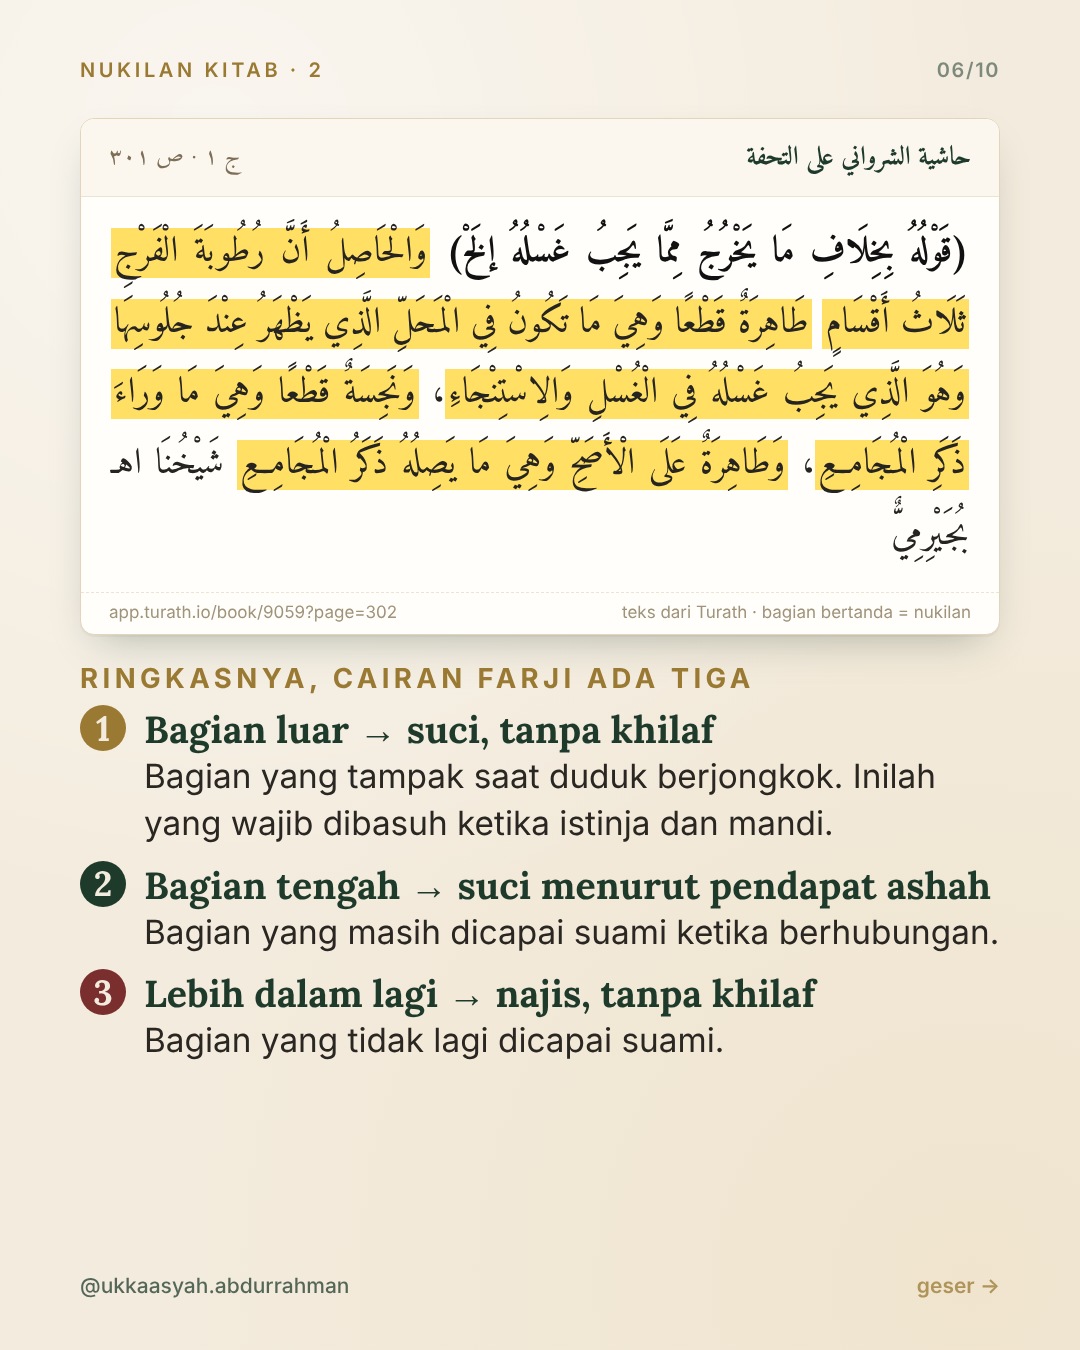 NUKILAN KITAB · 2
06/10
حاشية الشرواني على التحفة
ج ١ · ص ٣٠١
(قَوْلُهُ بِخِلَافِ مَا يَخْرُجُ مِمَّا يَجِبُ غَسْلُهُ إلَخْ) وَالْحَاصِلُ أَنَّ رُطُوبَةَ الْفَرْجِ
ثَلَاثُ أَقْسَامٍ طَاهِرَةٌ قَطْعًا وَهِيَ مَا تَكُونُ فِي الْمَحَلِّ الَّذِي يَظْهَرُ عِنْدَ جُلُوسِهَا
وَهُوَ الَّذِي يَجِبُ غَسْلُهُ فِي الْغُسْلِ وَالِاسْتِنْجَاءِ، وَنَجِسَةٌ قَطْعًا وَهِيَ مَا وَرَاءَ
ذَكَرِ الْمُجَامِعِ، وَطَاهِرَةٌ عَلَى الْأَصَحِّ وَهِيَ مَا يَصِلُهُ ذَكَرُ الْمُجَامِعِ شَيْخُنَا اهـ
بُجَيْرِمِيٌّ
app.turath.io/book/9059?page=302
teks dari Turath · bagian bertanda = nukilan
RINGKASNYA, CAIRAN FARJI ADA TIGA
1 Bagian luar → suci, tanpa khilaf
Bagian yang tampak saat duduk berjongkok. Inilah
yang wajib dibasuh ketika istinja dan mandi.
2 Bagian tengah → suci menurut pendapat ashah
Bagian yang masih dicapai suami ketika berhubungan.
3 Lebih dalam lagi → najis, tanpa khilaf
Bagian yang tidak lagi dicapai suami.
@ukkaasyah.abdurrahman
geser →